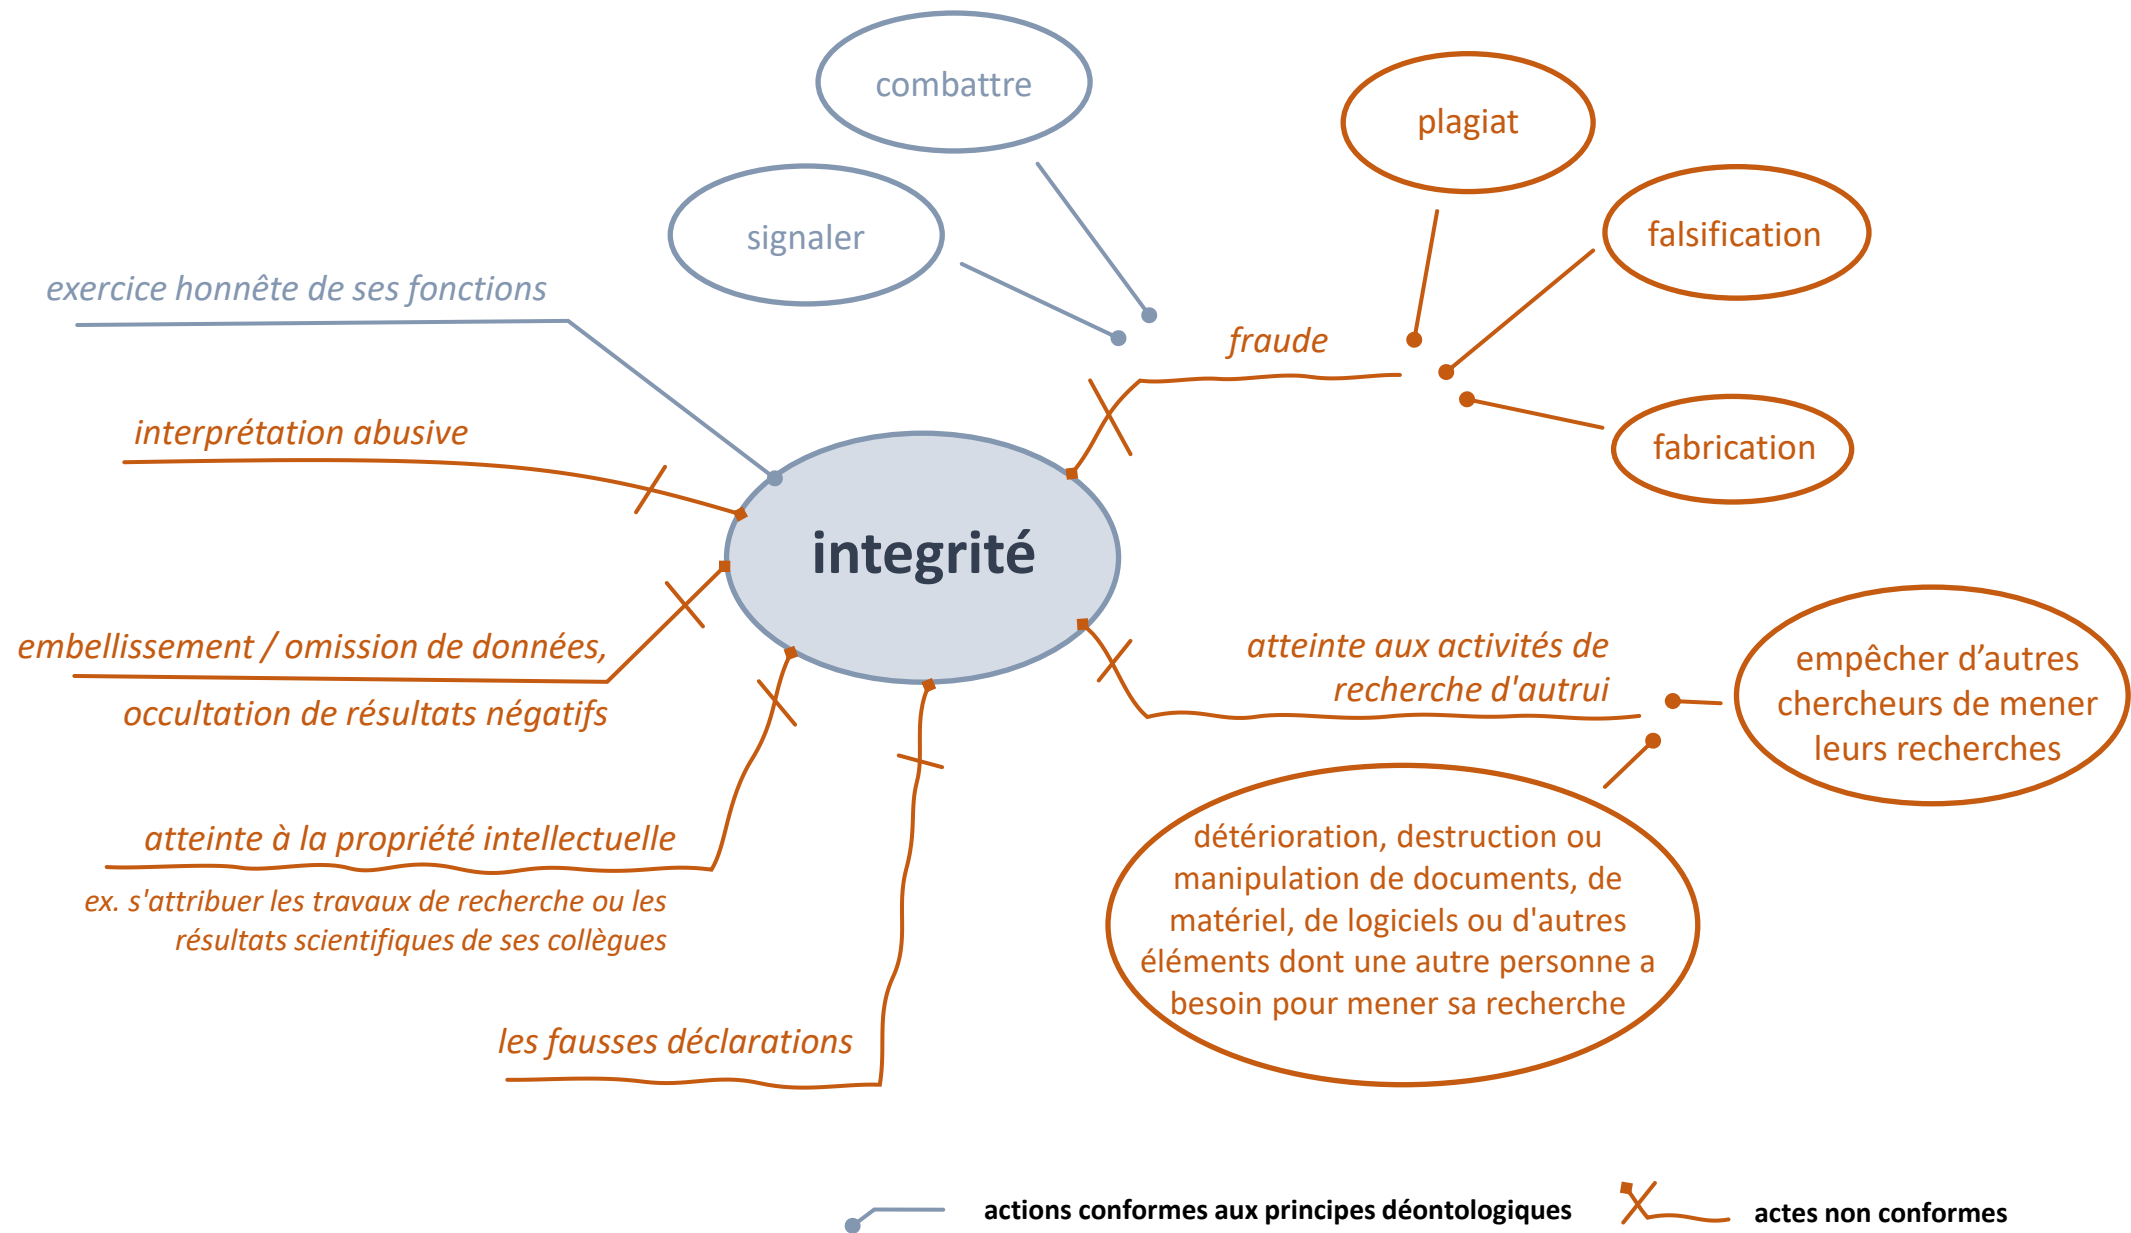 combattre
signaler
plagiat
falsification
fabrication
fraude
exercice honnête de ses fonctions
interprétation abusive
integrité
embellissement / omission de données,
occultation de résultats négatifs
atteinte à la propriété intellectuelle
ex. s'attribuer les travaux de recherche ou les
résultats scientifiques de ses collègues
les fausses déclarations
atteinte aux activités de
recherche d'autrui
empêcher d’autres
chercheurs de mener
leurs recherches
détérioration, destruction ou
manipulation de documents, de
matériel, de logiciels ou d'autres
éléments dont une autre personne a
besoin pour mener sa recherche
actions conformes aux principes déontologiques
actes non conformes